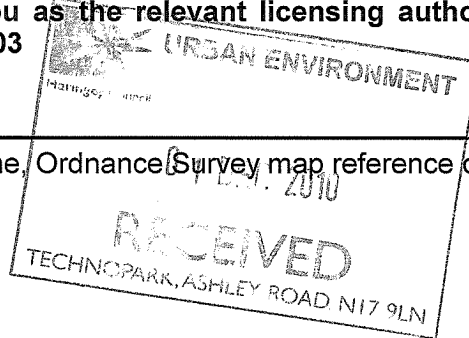 ou as the relevant licensing autho
03
URBAN ENVIRONMENT
Haringey Council
ne, Ordnance Survey map reference o
2010
RECEIVED
TECHNOPARK, ASHLEY ROAD, N17 9LN